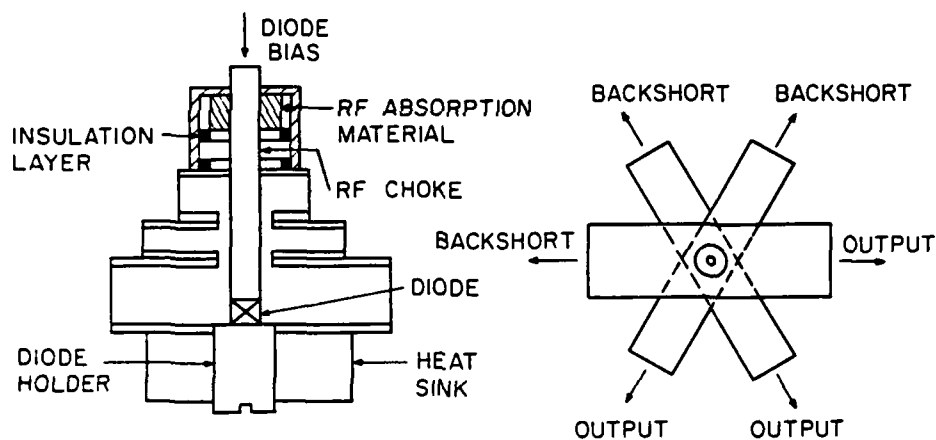 DIODE
BIAS
RF ABSORPTION
MATERIAL
INSULATION
LAYER
RF CHOKE
DIODE
DIODE
HOLDER
HEAT
SINK
BACKSHORT
BACKSHORT
BACKSHORT
OUTPUT
OUTPUT
OUTPUT